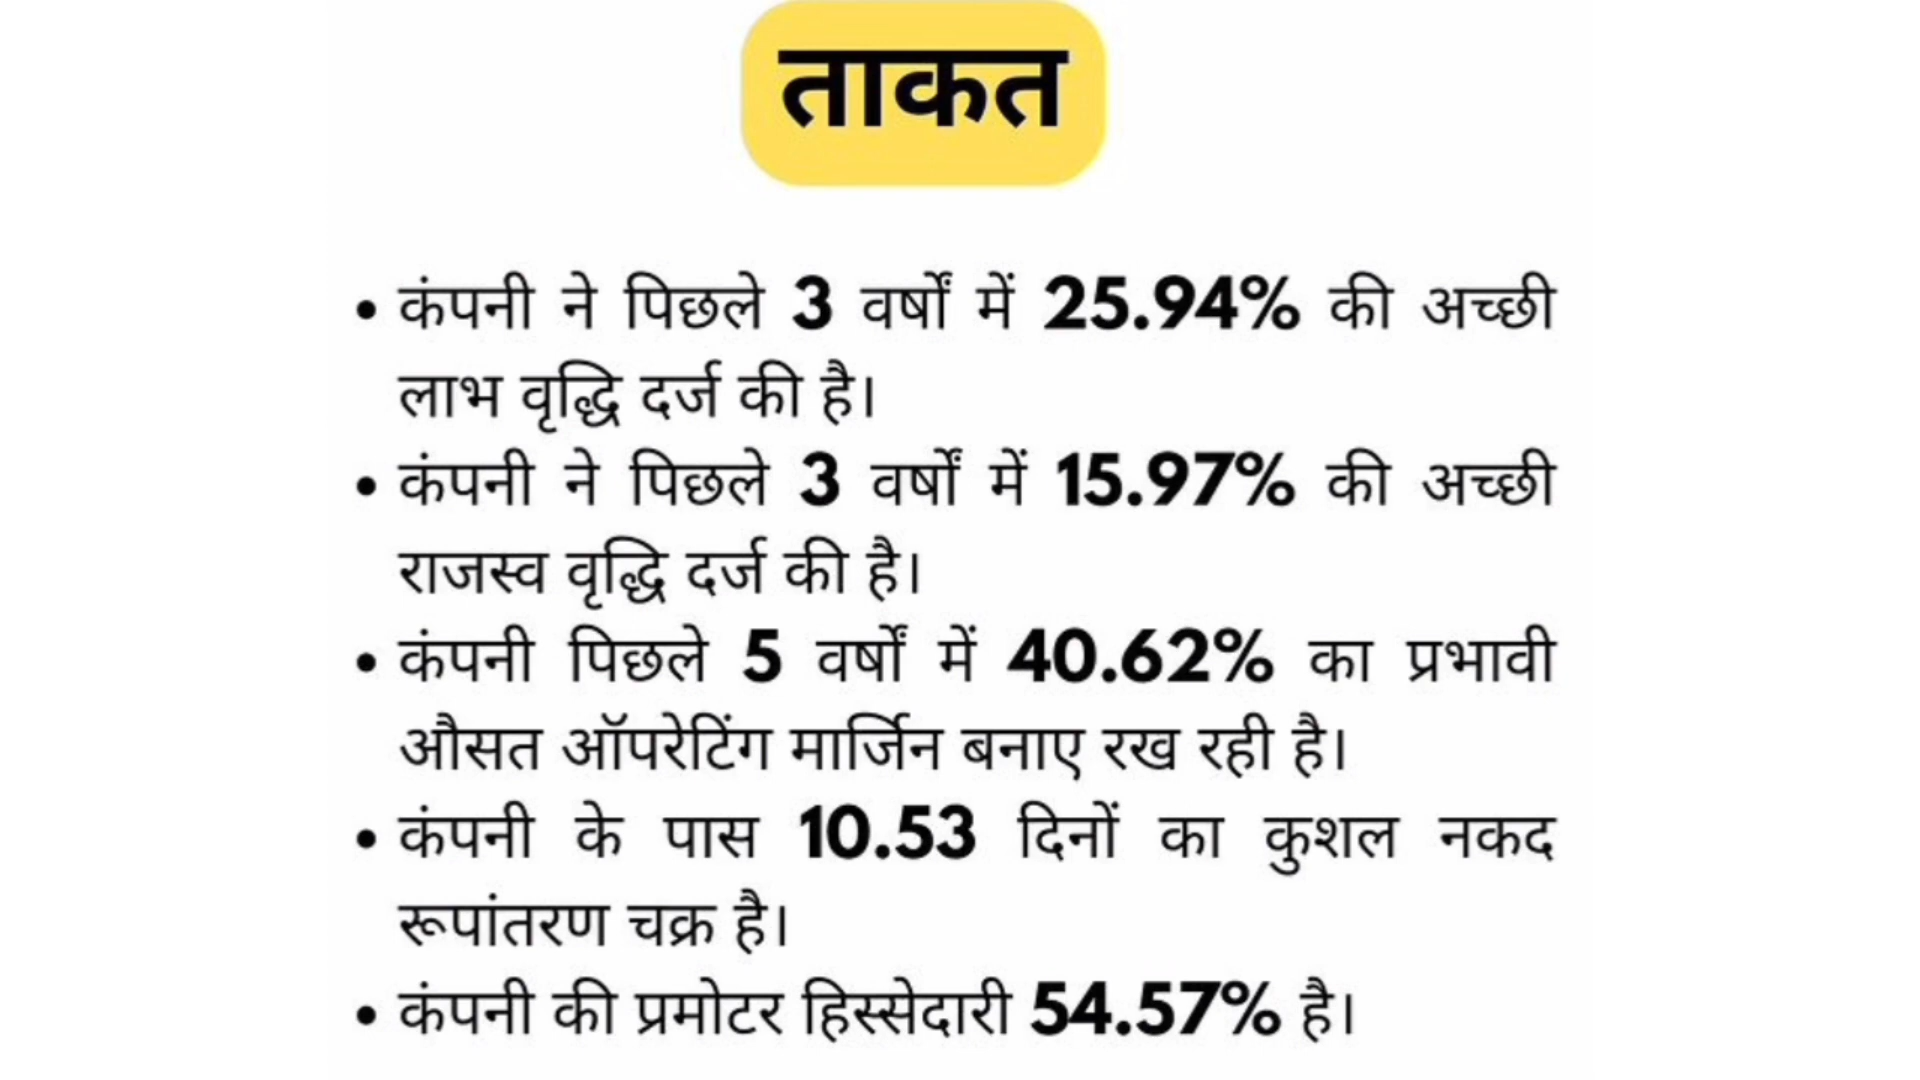 ताकत
• कंपनी ने पिछले 3 वर्षों में 25.94% की अच्छी
लाभ वृद्धि दर्ज की है।
• कंपनी ने पिछले 3 वर्षों में 15.97% की अच्छी
राजस्व वृद्धि दर्ज की है।
• कंपनी पिछले 5 वर्षों में 40.62% का प्रभावी
औसत ऑपरेटिंग मार्जिन बनाए रख रही है।
• कंपनी के पास 10.53 दिनों का कुशल नकद
रूपांतरण चक्र है।
• कंपनी की प्रमोटर हिस्सेदारी 54.57% है।